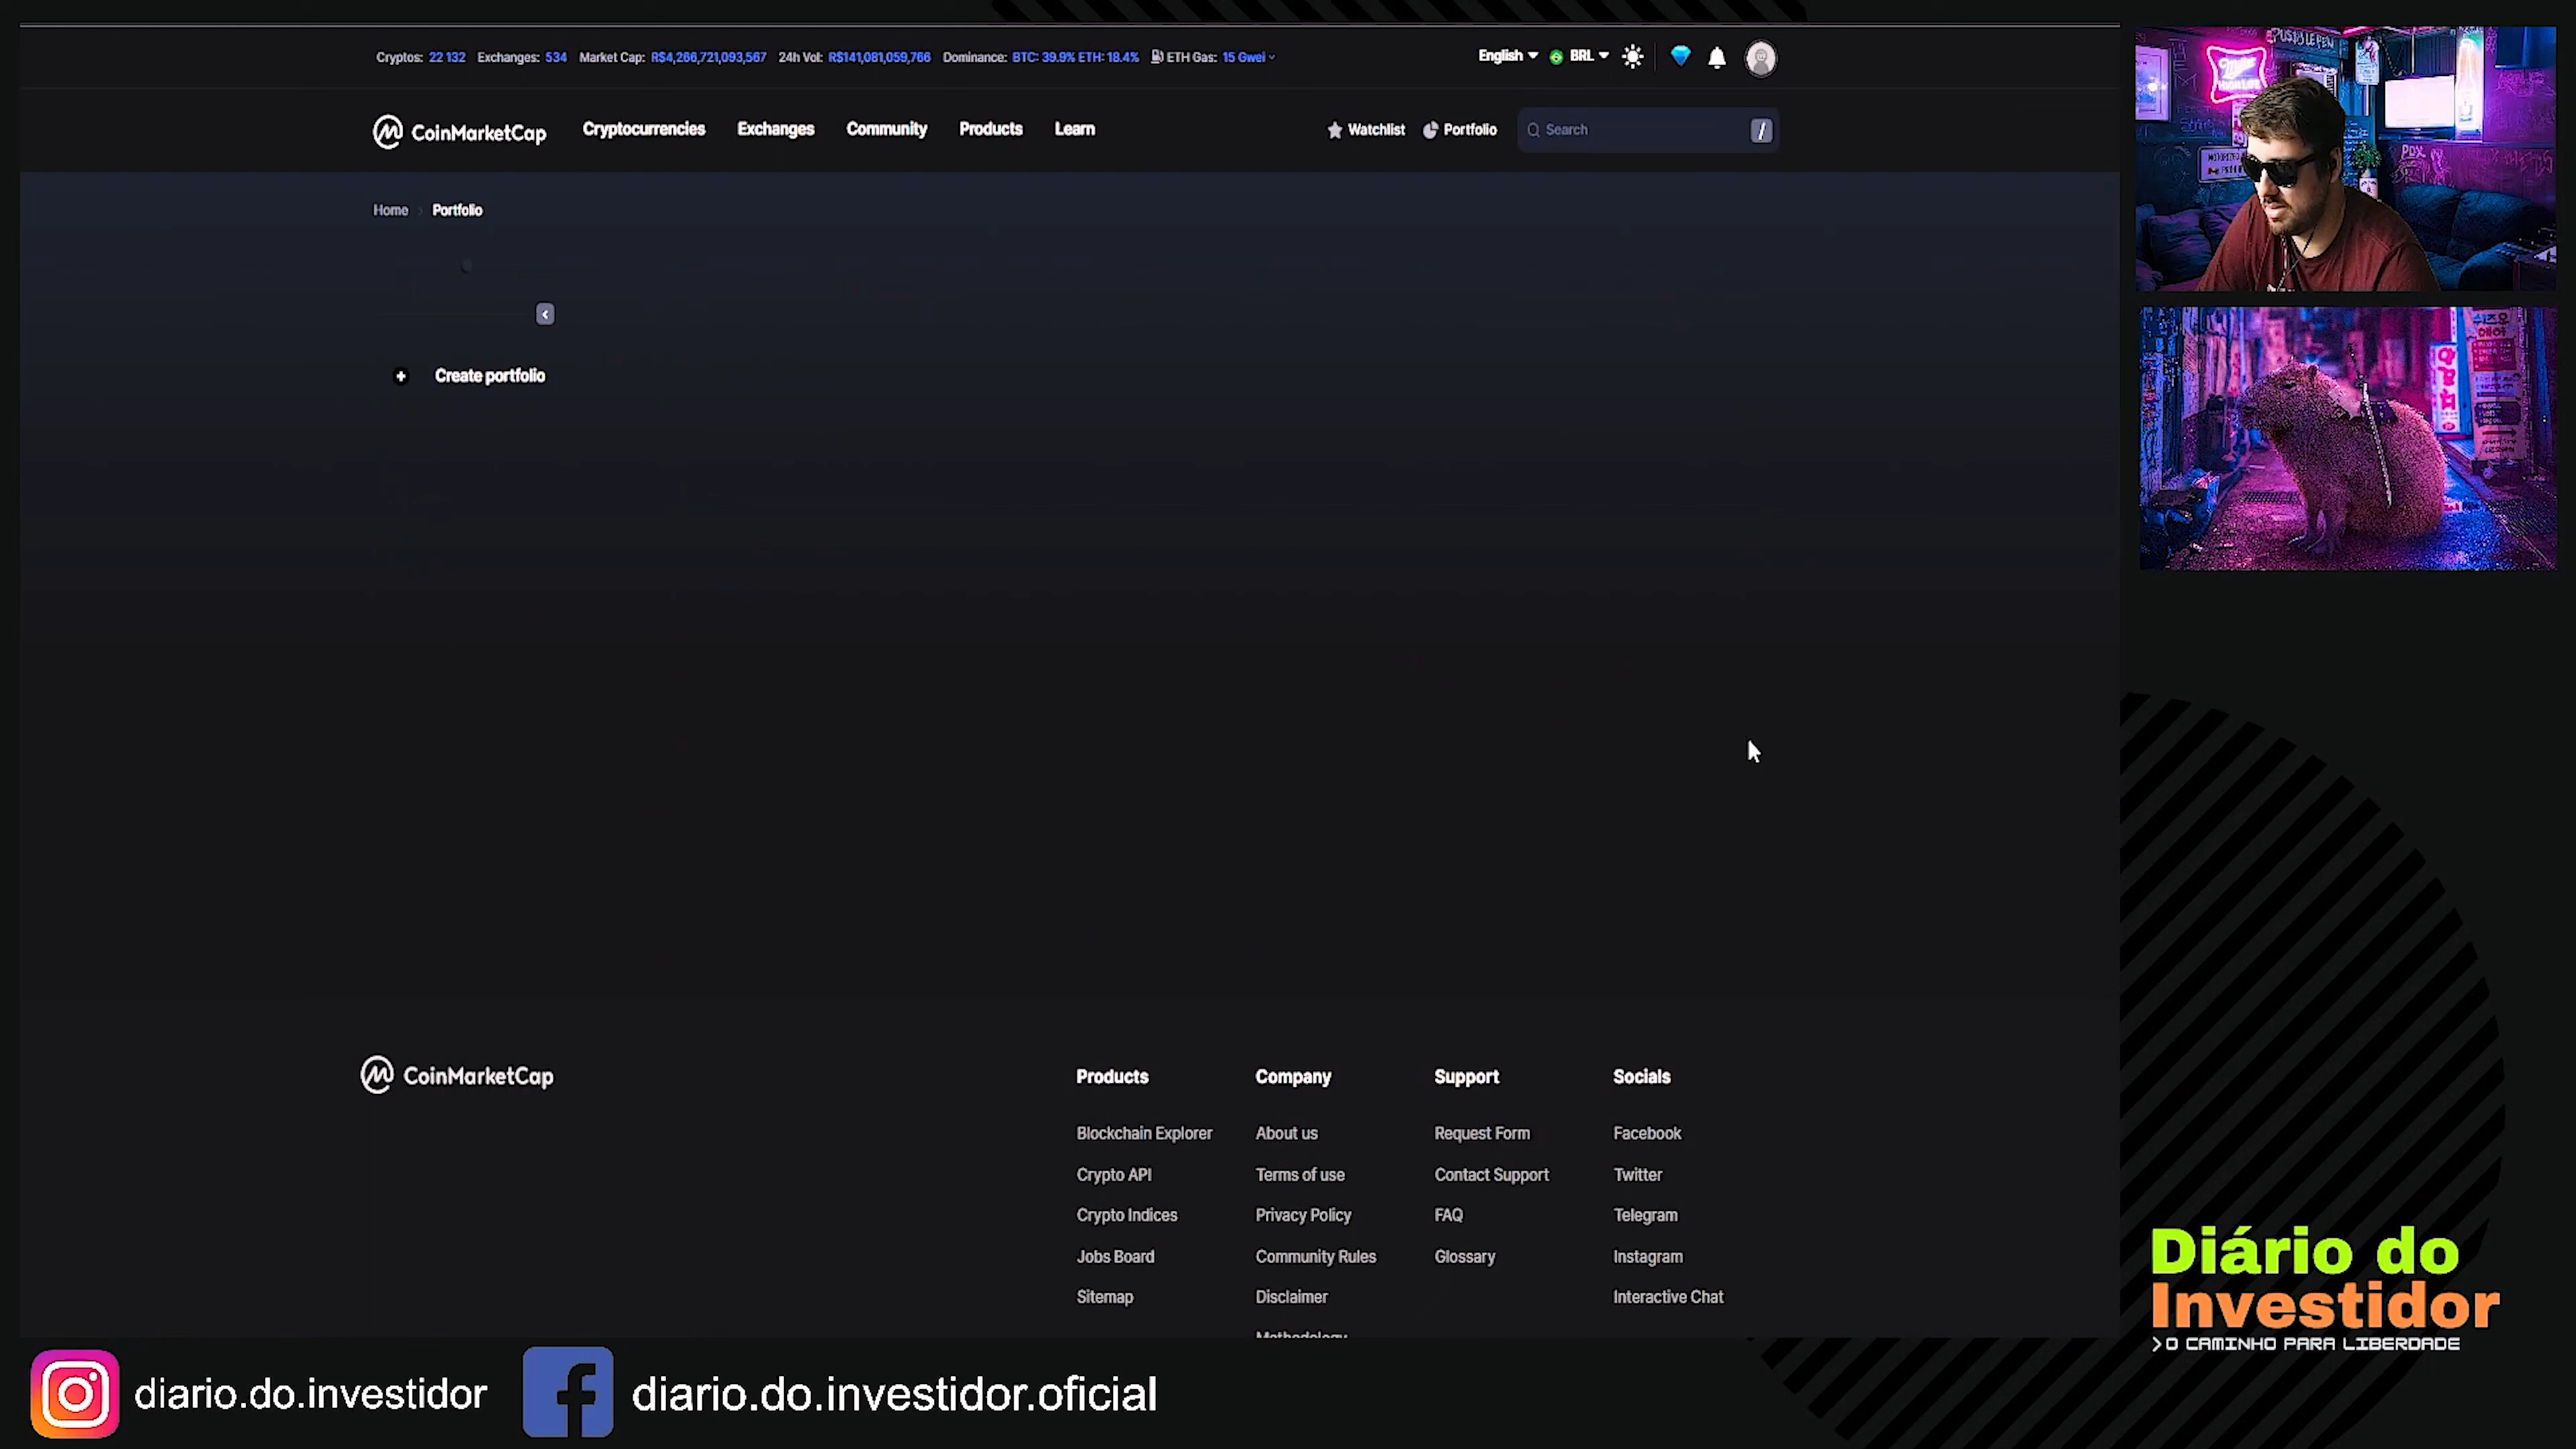 Cryptos: 22 132 Exchanges: 534 Market Cap: R$4,266,721,093,567 24h Vol: R$141,081,059,766 Dominance: BTC: 39.9% ETH: 18.4% ETH Gas: 15 Gwei English BRL
CoinMarketCap Cryptocurrencies Exchanges Community Products Learn Watchlist Portfolio Search /
Home Portfolio
Create portfolio
CoinMarketCap
Products Company Support Socials
Blockchain Explorer About us Request Form Facebook
Crypto API Terms of use Contact Support Twitter
Crypto Indices Privacy Policy FAQ Telegram
Jobs Board Community Rules Glossary Instagram
Sitemap Disclaimer Interactive Chat
Methodology
Diário do
Investidor
>O CAMINHO PARA LIBERDADE
diario.do.investidor diario.do.investidor.oficial